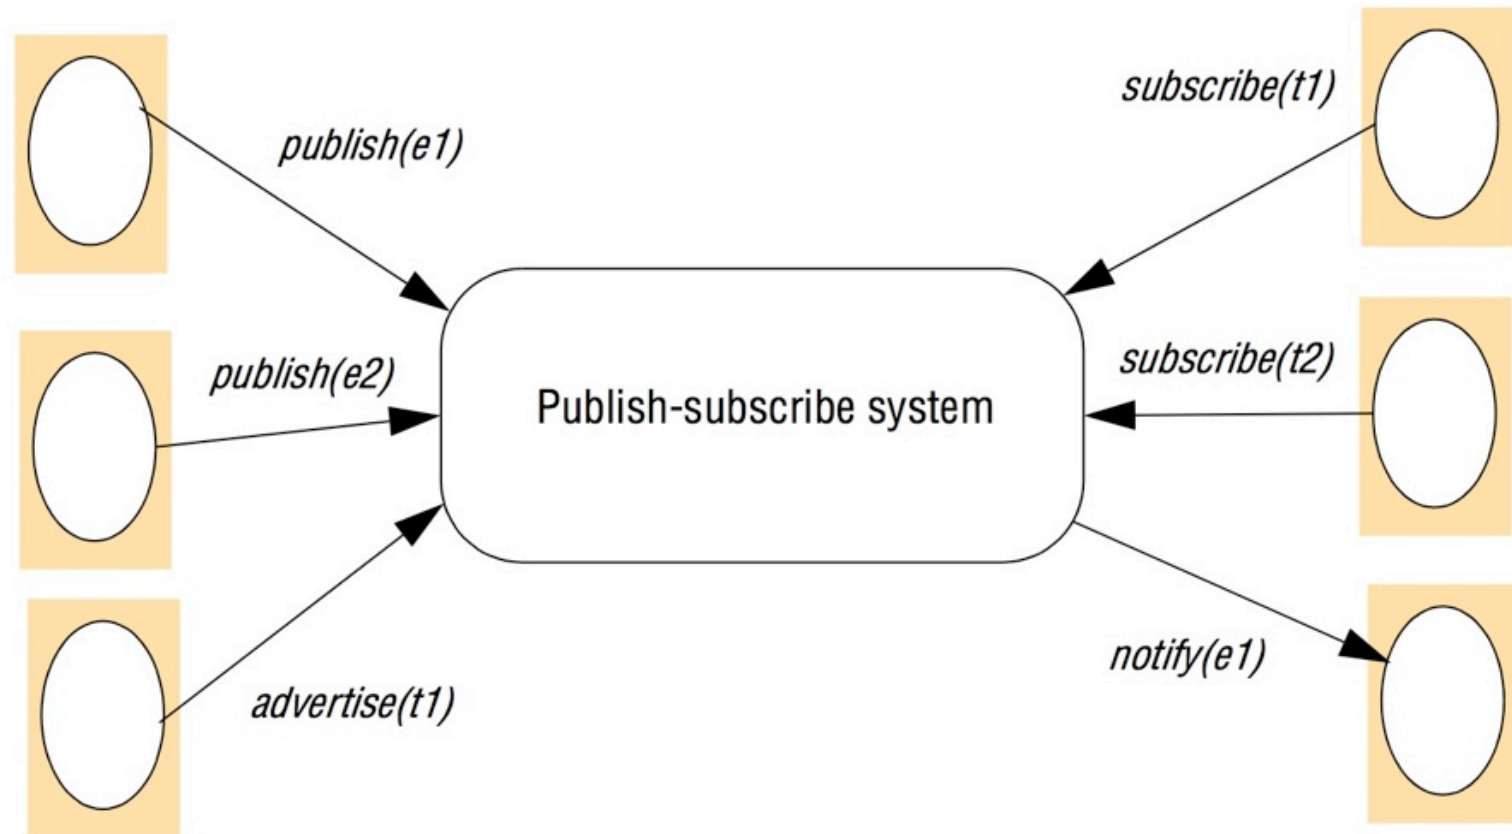 publish(e1)
subscribe(t1)
publish(e2)
subscribe(t2)
Publish-subscribe system
advertise(t1)
notify(e1)